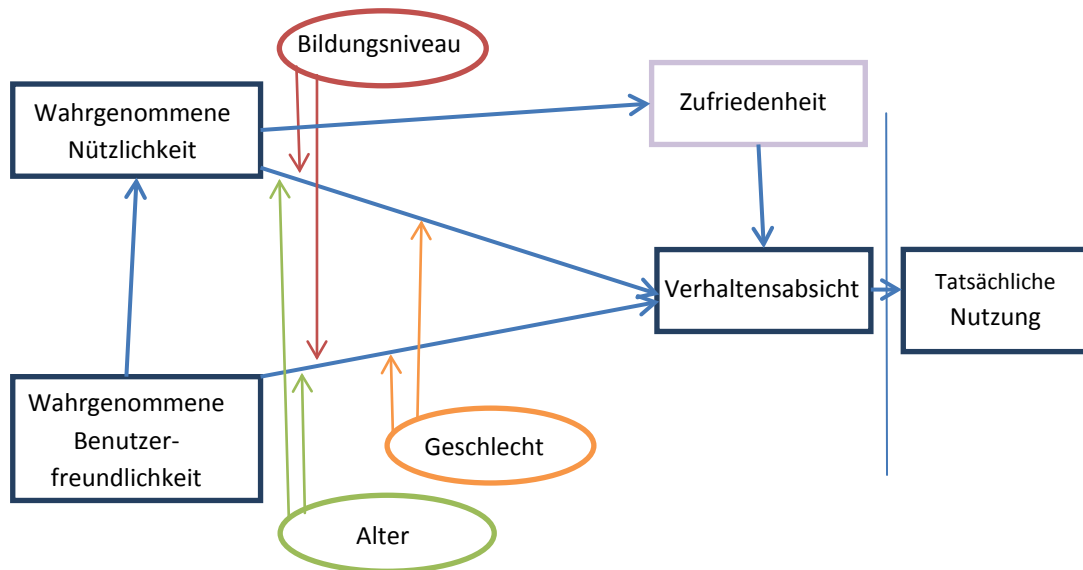 Bildungsniveau
Wahrgenommene
Nützlichkeit
Zufriedenheit
Verhaltensabsicht
Tatsächliche
Nutzung
Wahrgenommene
Benutzer-
freundlichkeit
Geschlecht
Alter